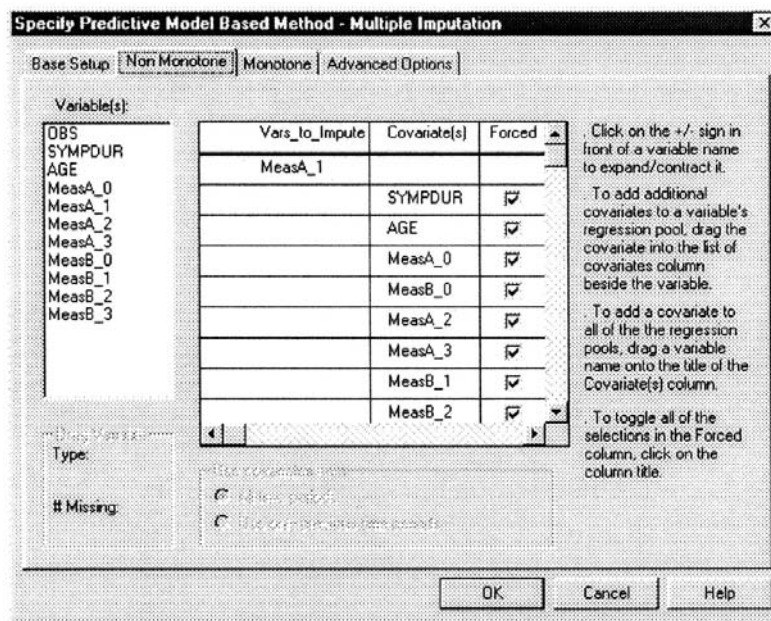 Specify Predictive Model Based Method - Multiple Imputation
Base Setup Non Monotone Monotone Advanced Options
Variable(s):
OBS
SYMPDUR
AGE
MeasA_0
MeasA_1
MeasA_2
MeasA_3
MeasB_0
MeasB_1
MeasB_2
MeasB_3
Vars_to_Impute Covariate(s) Forced
MeasA_1
SYMPDUR
AGE
MeasA_0
MeasB_0
MeasA_2
MeasA_3
MeasB_1
MeasB_2
. Click on the +/- sign in
front of a variable name
to expand/contract it.
. To add additional
covariates to a variable's
regression pool, drag the
covariate into the list of
covariates column
beside the variable.
. To add a covariate to
all of the the regression
pools, drag a variable
name onto the title of the
Covariate(s) column.
. To toggle all of the
selections in the Forced
column, click on the
column title.
Type:
# Missing:
OK Cancel Help